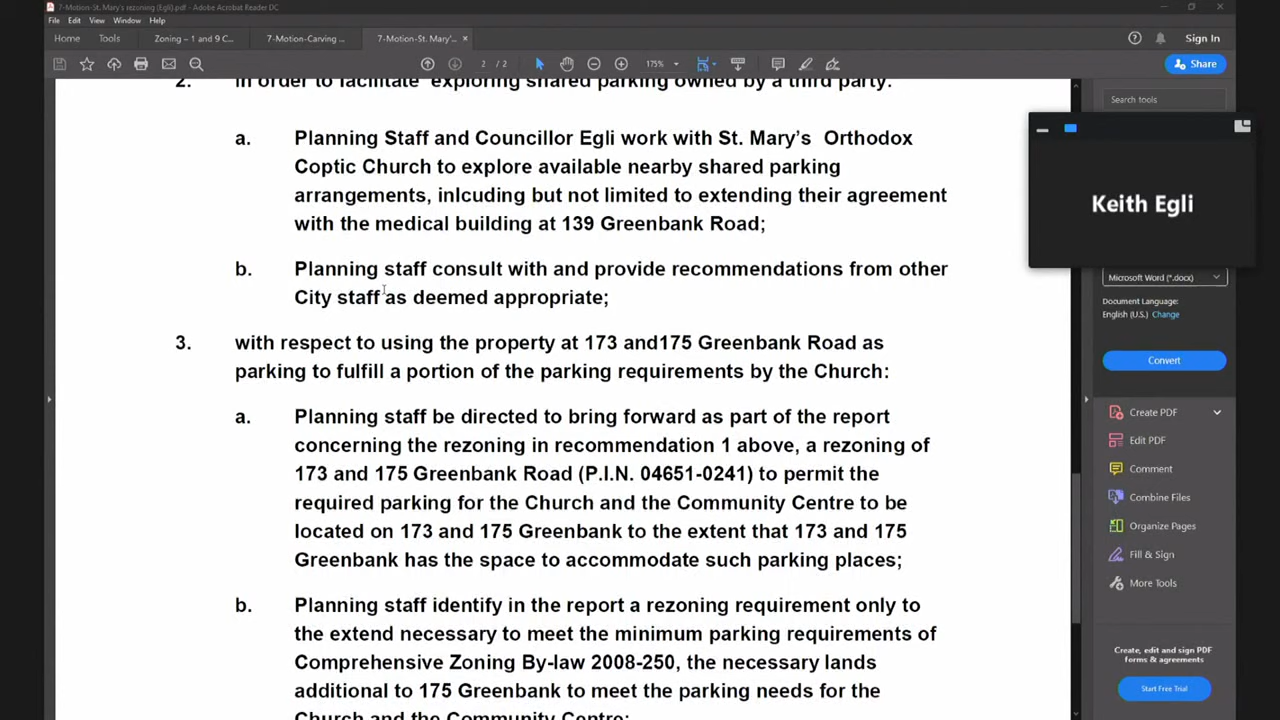 7-Motion-St. Mary's rezoning (Egli).pdf - Adobe Acrobat Reader DC
File Edit View Window Help
Home Tools Zoning – 1 and 9 C... 7-Motion-Carving ... 7-Motion-St. Mary'... × Sign In
2 / 2 175% Share
2. in order to facilitate exploring shared parking owned by a third party:
a. Planning Staff and Councillor Egli work with St. Mary's Orthodox
Coptic Church to explore available nearby shared parking
arrangements, inlcuding but not limited to extending their agreement
with the medical building at 139 Greenbank Road;
b. Planning staff consult with and provide recommendations from other
City staff as deemed appropriate;
3. with respect to using the property at 173 and175 Greenbank Road as
parking to fulfill a portion of the parking requirements by the Church:
a. Planning staff be directed to bring forward as part of the report
concerning the rezoning in recommendation 1 above, a rezoning of
173 and 175 Greenbank Road (P.I.N. 04651-0241) to permit the
required parking for the Church and the Community Centre to be
located on 173 and 175 Greenbank to the extent that 173 and 175
Greenbank has the space to accommodate such parking places;
b. Planning staff identify in the report a rezoning requirement only to
the extend necessary to meet the minimum parking requirements of
Comprehensive Zoning By-law 2008-250, the necessary lands
additional to 175 Greenbank to meet the parking needs for the
Church and the Community Centre;
Search tools
Keith Egli
Microsoft Word (*.docx)
Document Language:
English (U.S.) Change
Convert
Create PDF
Edit PDF
Comment
Combine Files
Organize Pages
Fill & Sign
More Tools
Create, edit and sign PDF
forms & agreements
Start Free Trial